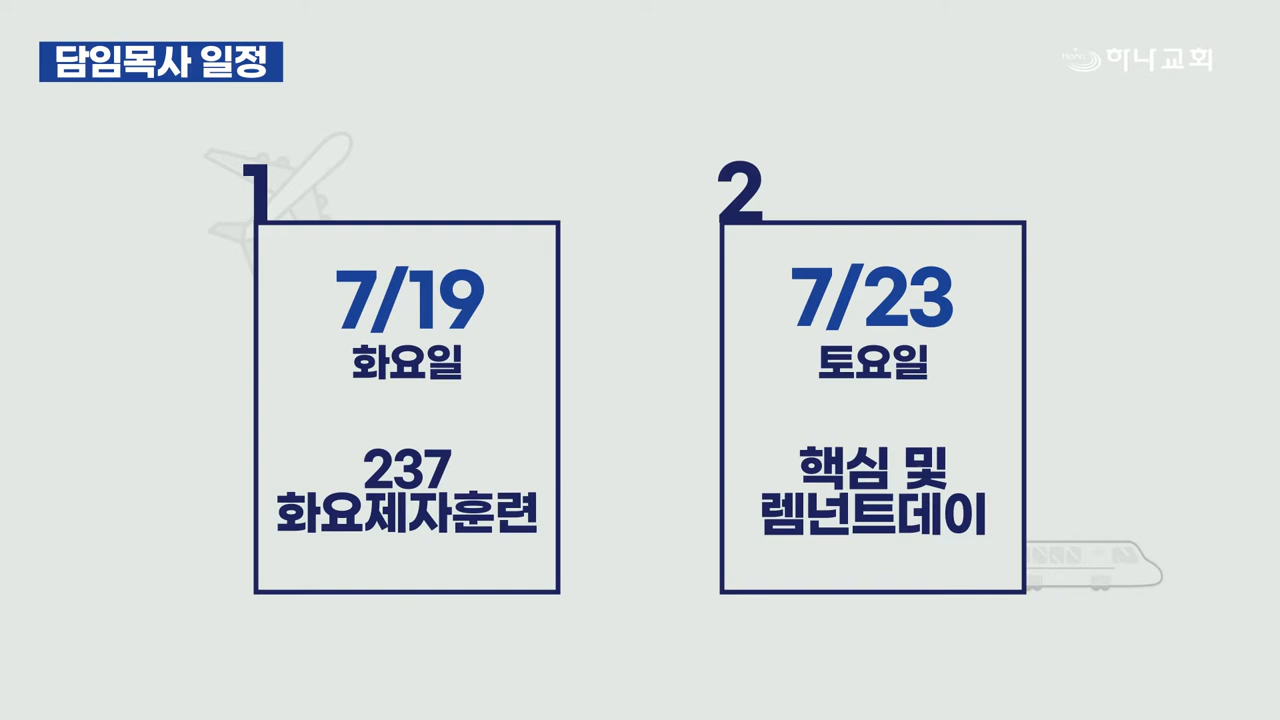 담임목사 일정
하나교회
1
7/19
화요일
237
화요제자훈련
2
7/23
토요일
핵심 및
렘넌트데이